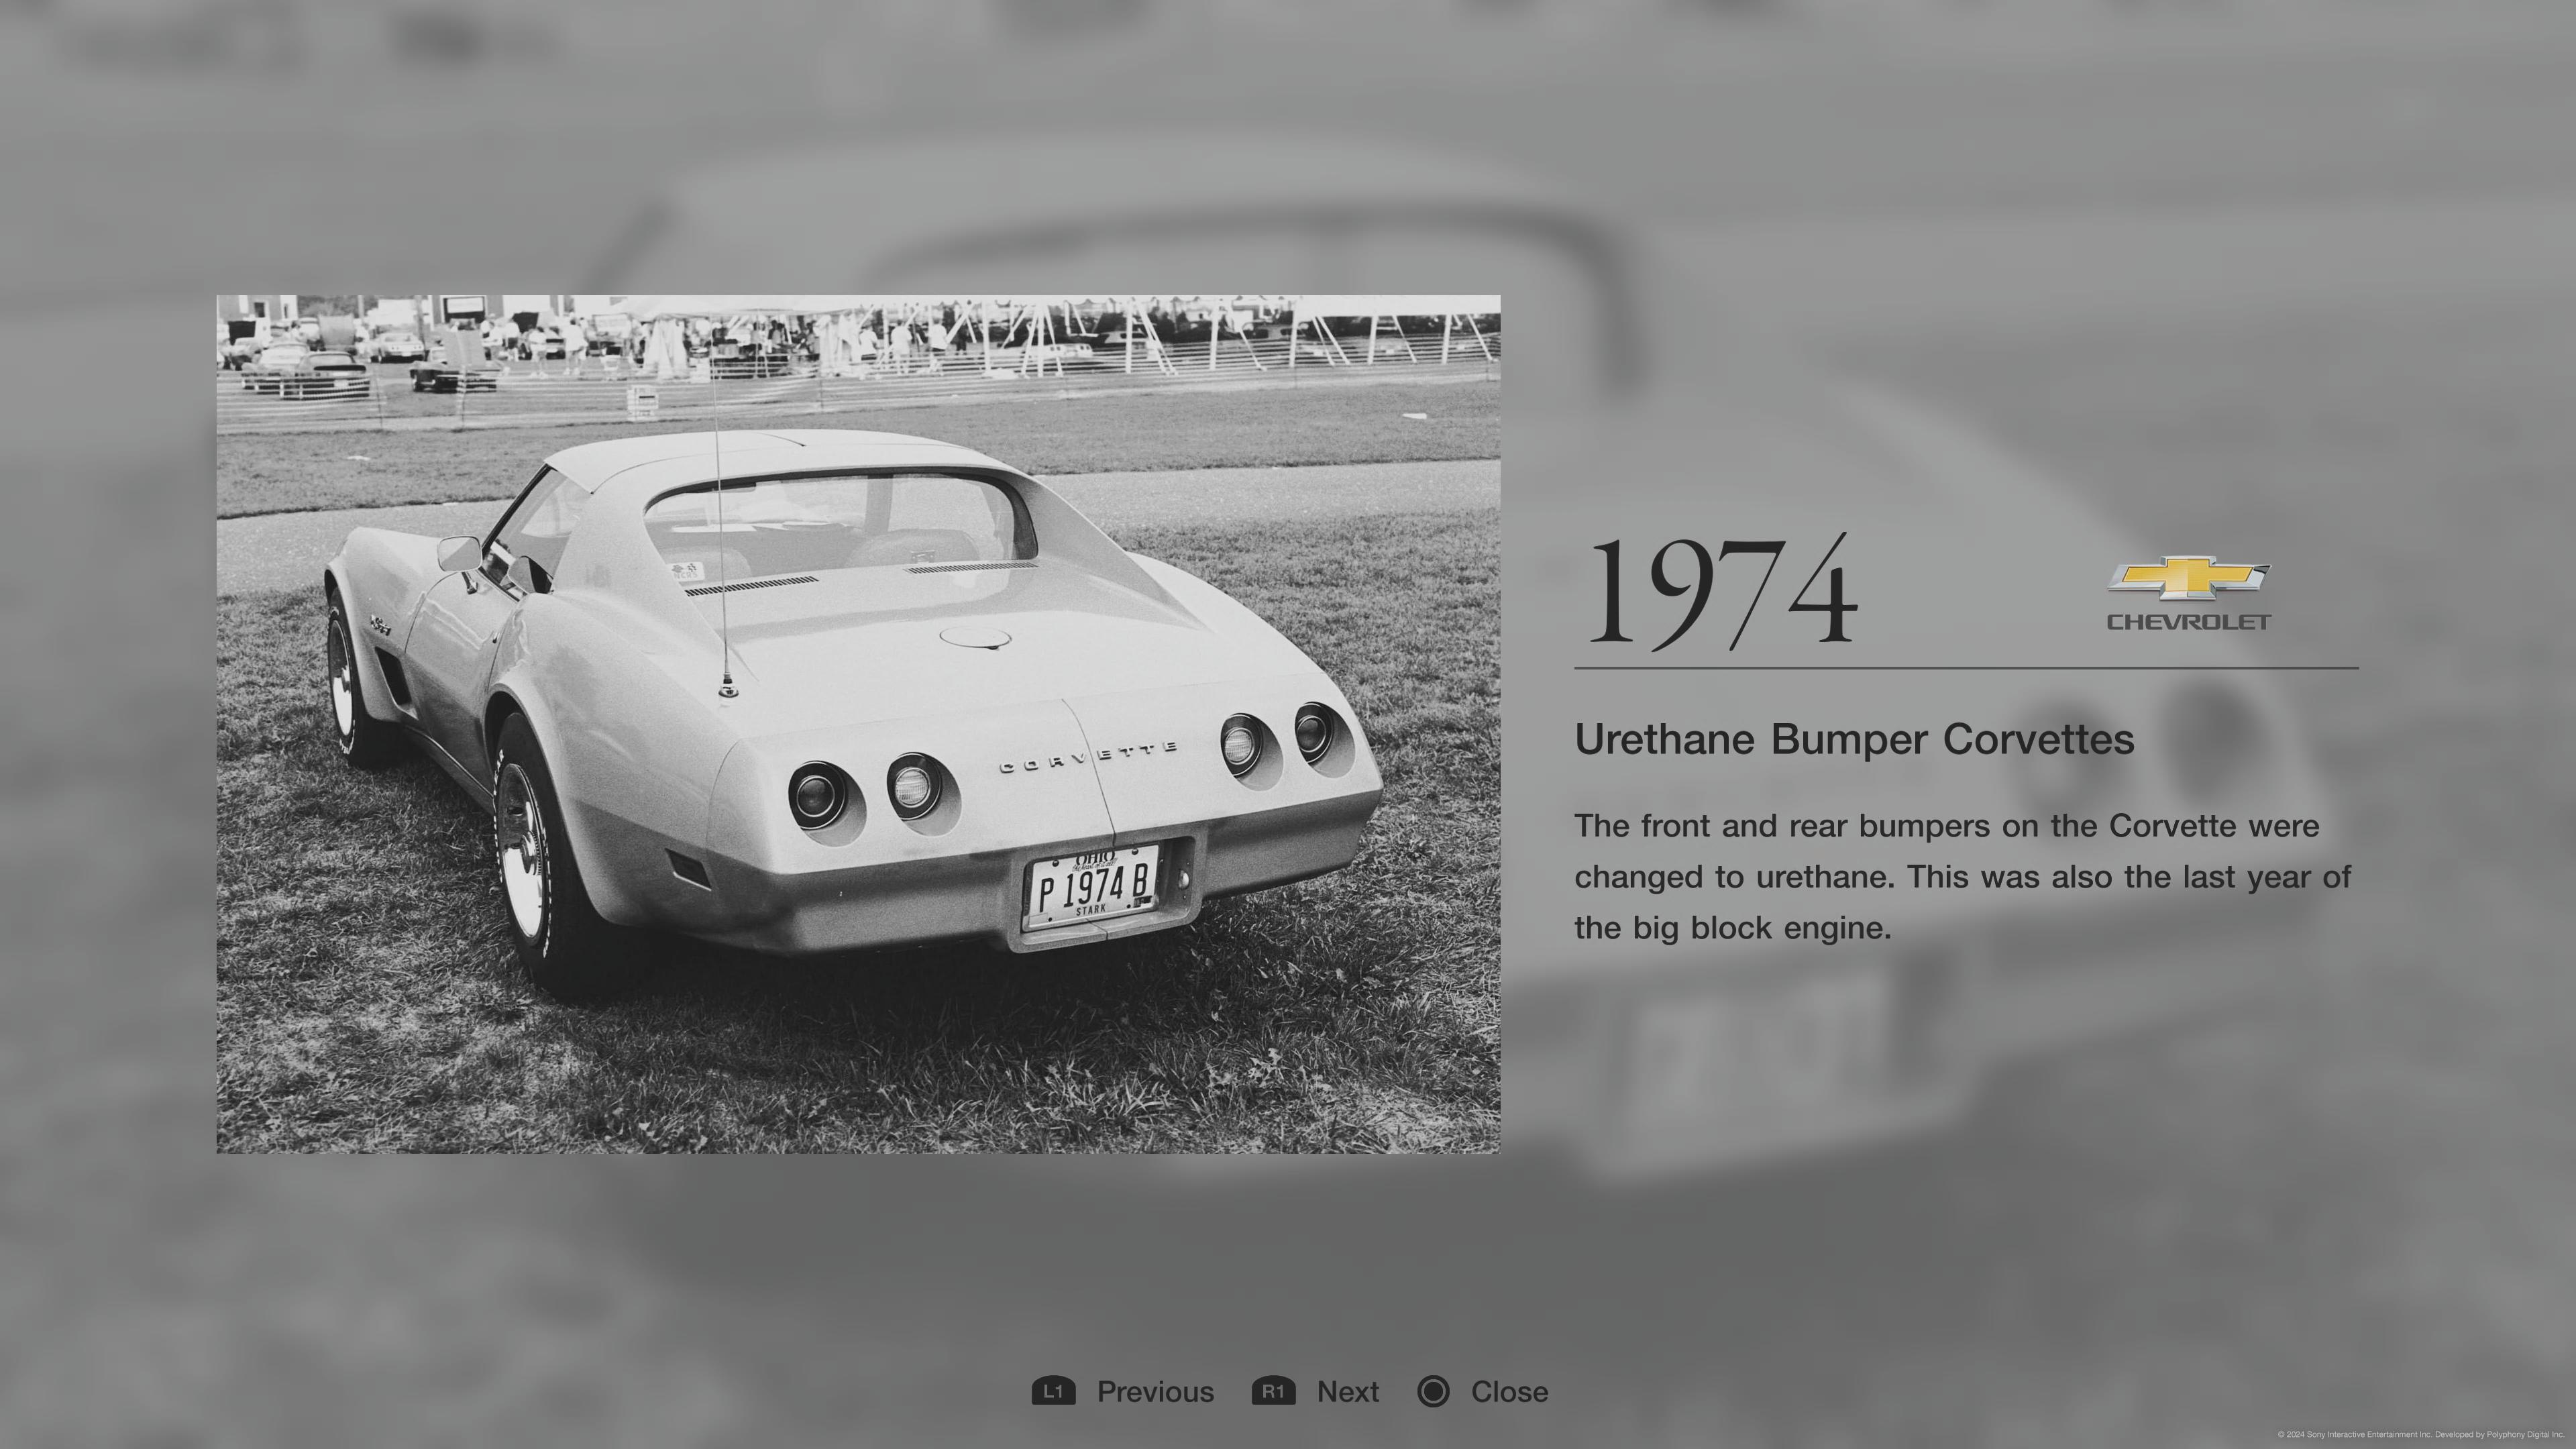 CORVETTE
OHIO
P 1974 B
STARK
1974
CHEVROLET
Urethane Bumper Corvettes
The front and rear bumpers on the Corvette were
changed to urethane. This was also the last year of
the big block engine.
L1 Previous R1 Next Close
© 2024 Sony Interactive Entertainment Inc. Developed by Polyphony Digital Inc.